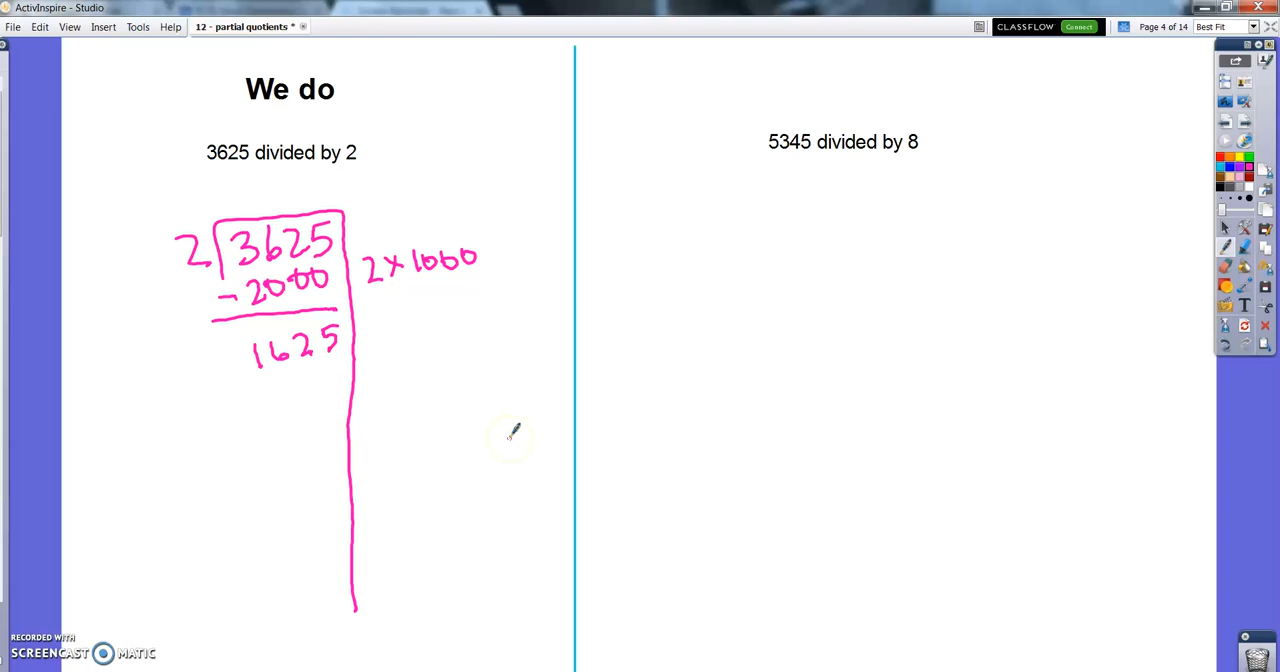 ActivInspire - Studio
File Edit View Insert Tools Help 12 - partial quotients * CLASSFLOW Connect Page 4 of 14 Best Fit
We do
3625 divided by 2
2 3625 2 x 1000
- 2000
1625
5345 divided by 8
T
RECORDED WITH
SCREENCAST MATIC